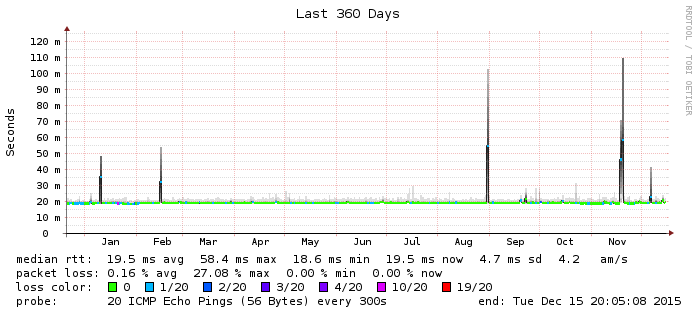 Last 360 Days
RRDTOOL / TOBI OETIKER
Seconds
120 m
110 m
100 m
90 m
80 m
70 m
60 m
50 m
40 m
30 m
20 m
10 m
0
Jan Feb Mar Apr May Jun Jul Aug Sep Oct Nov
median rtt: 19.5 ms avg 58.4 ms max 18.6 ms min 19.5 ms now 4.7 ms sd 4.2 am/s
packet loss: 0.16 % avg 27.08 % max 0.00 % min 0.00 % now
loss color: 0 1/20 2/20 3/20 4/20 10/20 19/20
probe: 20 ICMP Echo Pings (56 Bytes) every 300s end: Tue Dec 15 20:05:08 2015